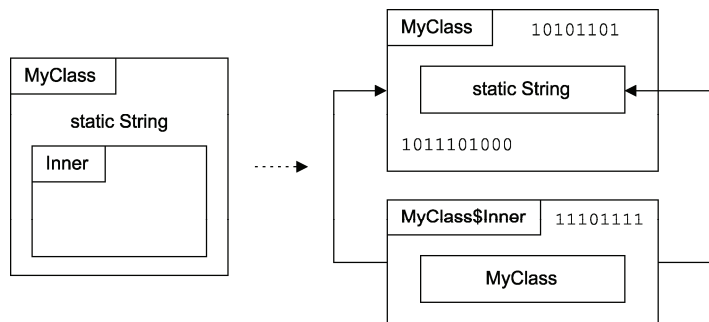 MyClass
static String
Inner
MyClass 10101101
static String
1011101000
MyClass$Inner 11101111
MyClass